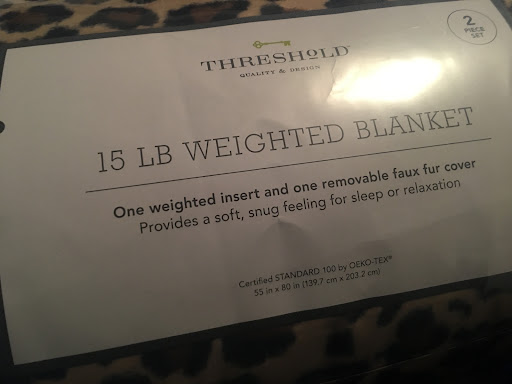 THRESHOLD
QUALITY & DESIGN
2
PIECE
SET
15 LB WEIGHTED BLANKET
One weighted insert and one removable faux fur cover
Provides a soft, snug feeling for sleep or relaxation
Certified STANDARD 100 by OEKO-TEX®
55 in x 80 in (139.7 cm x 203.2 cm)